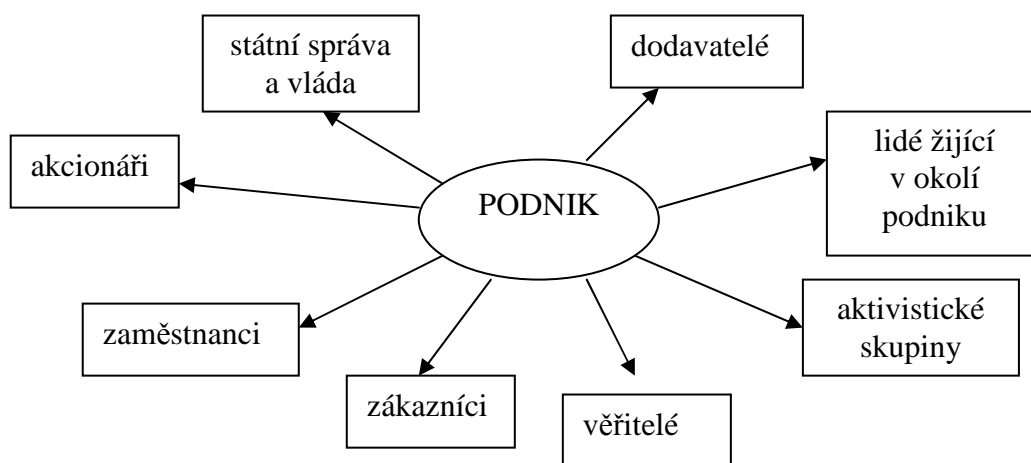 státní správa
a vláda
dodavatelé
akcionáři
lidé žijící
v okolí
podniku
PODNIK
zaměstnanci
aktivistické
skupiny
zákazníci
věřitelé